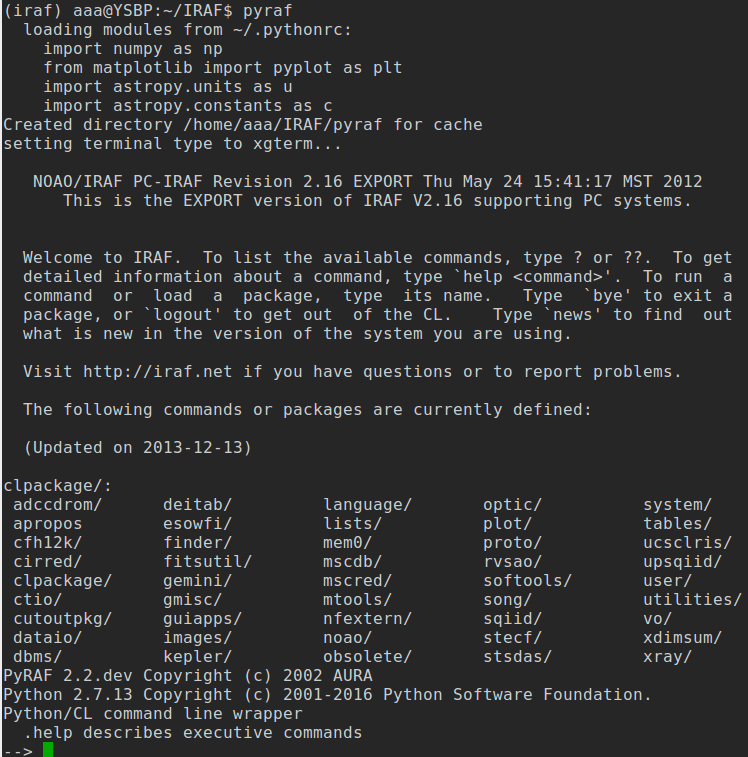 (iraf) aaa@YSBP:~/IRAF$ pyraf
  loading modules from ~/.pythonrc:
    import numpy as np
    from matplotlib import pyplot as plt
    import astropy.units as u
    import astropy.constants as c
Created directory /home/aaa/IRAF/pyraf for cache
setting terminal type to xgterm...

   NOAO/IRAF PC-IRAF Revision 2.16 EXPORT Thu May 24 15:41:17 MST 2012
      This is the EXPORT version of IRAF V2.16 supporting PC systems.


  Welcome to IRAF.  To list the available commands, type ? or ??.  To get
  detailed information about a command, type `help <command>'.  To run  a
  command  or  load  a  package,  type  its name.   Type  `bye' to exit a
  package, or `logout' to get out  of the CL.    Type `news' to find  out
  what is new in the version of the system you are using.

  Visit http://iraf.net if you have questions or to report problems.

  The following commands or packages are currently defined:

  (Updated on 2013-12-13)

clpackage/:
 adccdrom/      deitab/         language/       optic/          system/
 apropos        esowfi/         lists/          plot/           tables/
 cfh12k/        finder/         mem0/           proto/          ucsclris/
 cirred/        fitsutil/       mscdb/          rvsao/          upsqiid/
 clpackage/     gemini/         mscred/         softools/       user/
 ctio/          gmisc/          mtools/         song/           utilities/
 cutoutpkg/     guiapps/        nfextern/       sqiid/          vo/
 dataio/        images/         noao/           stecf/          xdimsum/
 dbms/          kepler/         obsolete/       stsdas/         xray/
PyRAF 2.2.dev Copyright (c) 2002 AURA
Python 2.7.13 Copyright (c) 2001-2016 Python Software Foundation.
Python/CL command line wrapper
  .help describes executive commands
-->